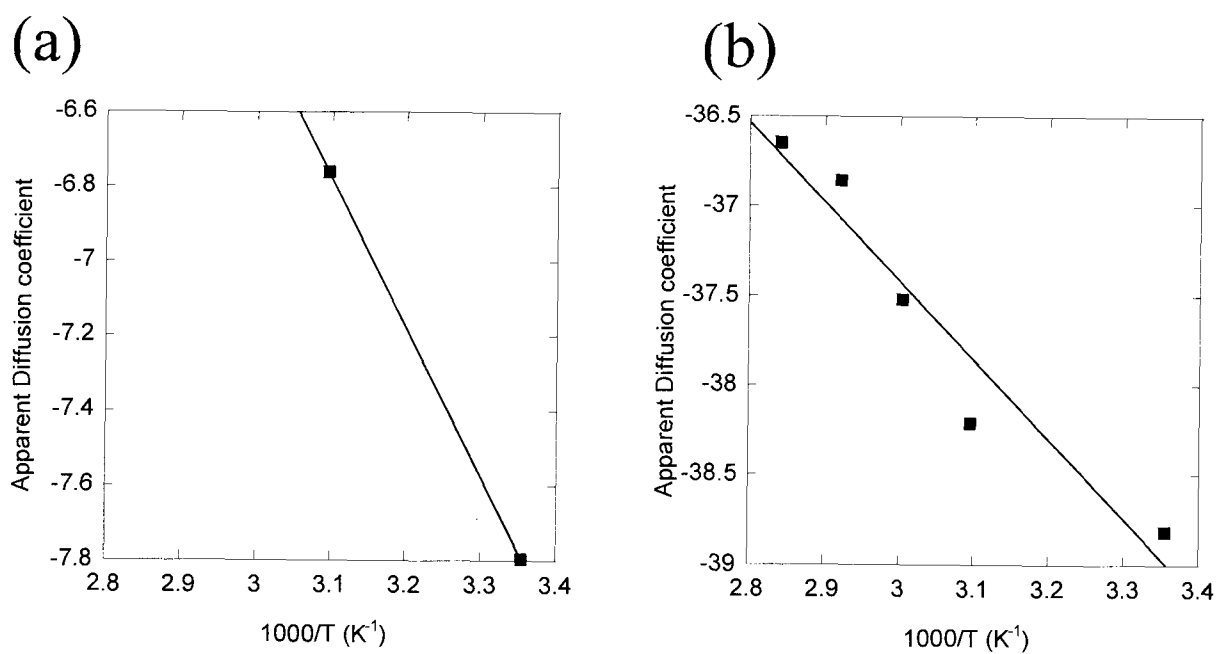 (a)
Apparent Diffusion coefficient
-6.6
-6.8
-7
-7.2
-7.4
-7.6
-7.8
2.8 2.9 3 3.1 3.2 3.3 3.4
1000/T (K⁻¹)
(b)
Apparent Diffusion coefficient
-36.5
-37
-37.5
-38
-38.5
-39
2.8 2.9 3 3.1 3.2 3.3 3.4
1000/T (K⁻¹)